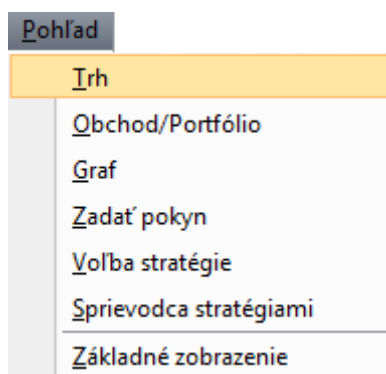 Pohľad
Trh
Obchod/Portfólio
Graf
Zadať pokyn
Voľba stratégie
Sprievodca stratégiami
Základné zobrazenie